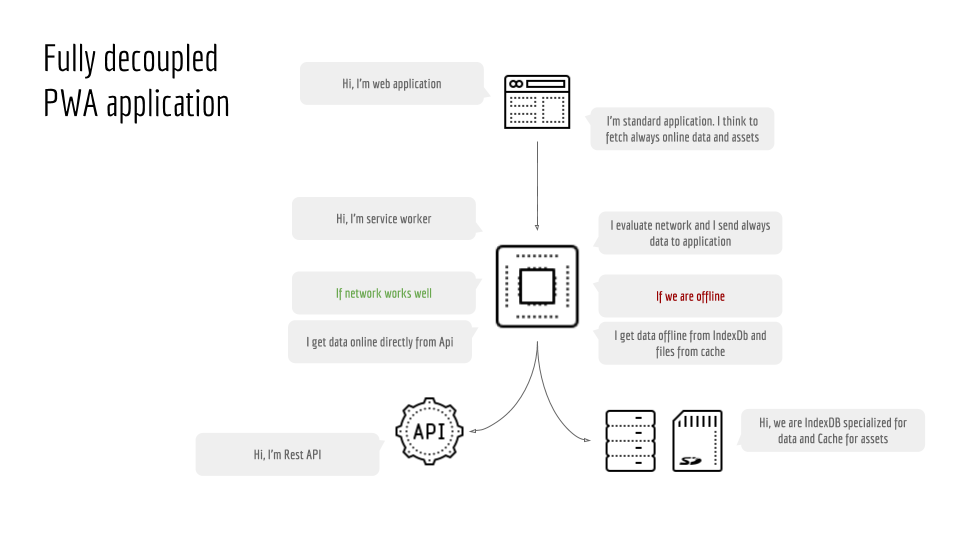 Fully decoupled
PWA application
Hi, I'm web application
I'm standard application. I think to
fetch always online data and assets
Hi, I'm service worker
I evaluate network and I send always
data to application
If network works well
If we are offline
I get data online directly from Api
I get data offline from IndexDb and
files from cache
API
Hi, I'm Rest API
SD
Hi, we are IndexDB specialized for
data and Cache for assets